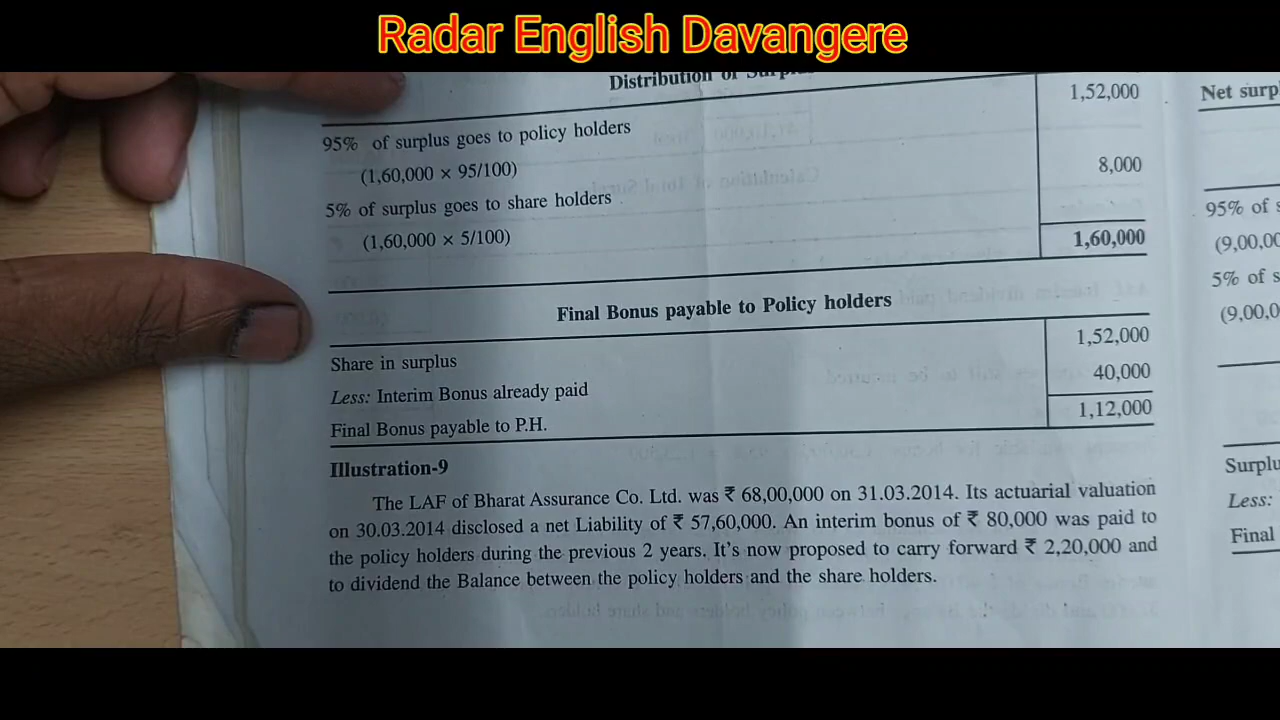 Radar English Davangere
Distribution of
95% of surplus goes to policy holders 1,52,000
(1,60,000 × 95/100)
5% of surplus goes to share holders 8,000
(1,60,000 × 5/100)
1,60,000
Final Bonus payable to Policy holders
Share in surplus 1,52,000
Less: Interim Bonus already paid 40,000
Final Bonus payable to P.H. 1,12,000
Illustration-9
The LAF of Bharat Assurance Co. Ltd. was ₹ 68,00,000 on 31.03.2014. Its actuarial valuation
on 30.03.2014 disclosed a net Liability of ₹ 57,60,000. An interim bonus of ₹ 80,000 was paid to
the policy holders during the previous 2 years. It's now proposed to carry forward ₹ 2,20,000 and
to dividend the Balance between the policy holders and the share holders.
Net surp
95% of s
(9,00,00
5% of s
(9,00,0
Surplu
Less:
Final